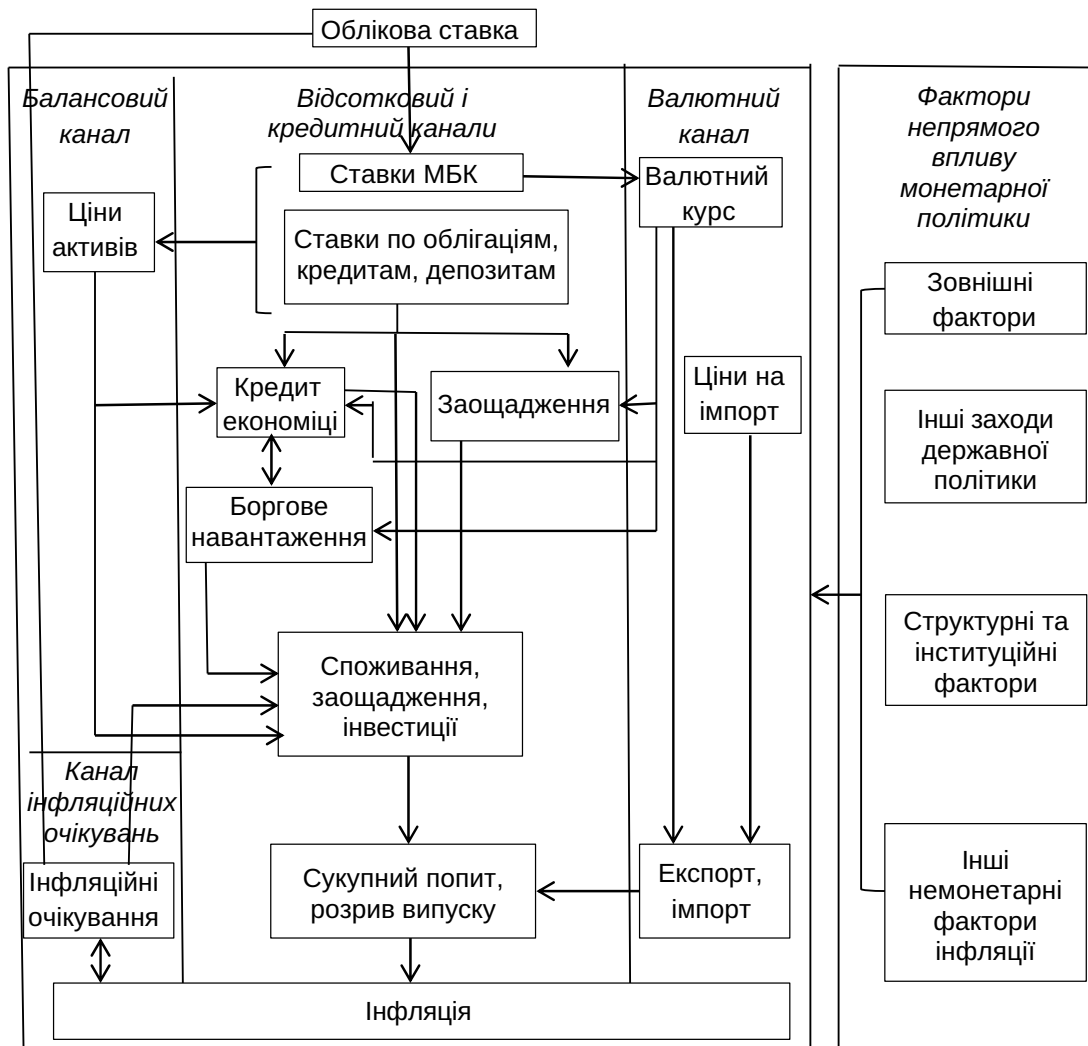 Облікова ставка
Балансовий
канал
Відсотковий і
кредитний канали
Валютний
канал
Фактори
непрямого
впливу
монетарної
політики
Ставки МБК
Валютний
курс
Ціни
активів
Ставки по облігаціям,
кредитам, депозитам
Зовнішні
фактори
Кредит
економіці
Заощадження
Ціни на
імпорт
Інші заходи
державної
політики
Боргове
навантаження
Структурні та
інституційні
фактори
Споживання,
заощадження,
інвестиції
Канал
інфляційних
очікувань
Інфляційні
очікування
Сукупний попит,
розрив випуску
Експорт,
імпорт
Інші
немонетарні
фактори
інфляції
Інфляція